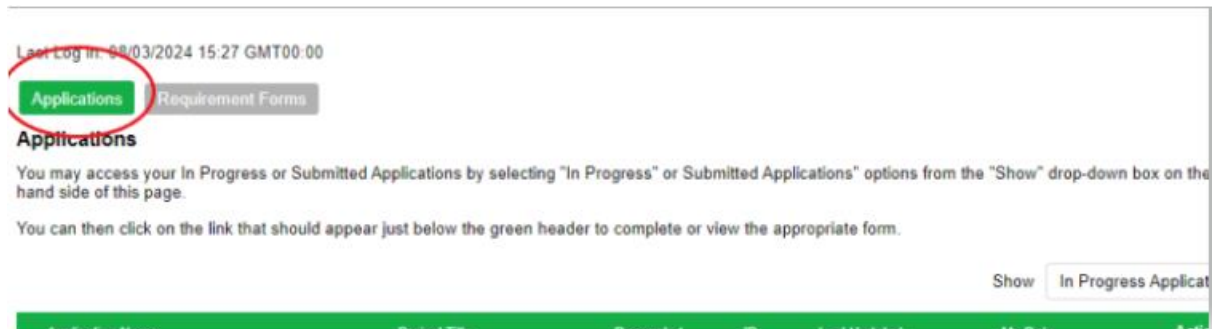 Last Log in: 08/03/2024 15:27 GMT00:00
Applications Requirement Forms
Applications
You may access your In Progress or Submitted Applications by selecting "In Progress" or Submitted Applications" options from the "Show" drop-down box on the
hand side of this page.
You can then click on the link that should appear just below the green header to complete or view the appropriate form.
Show In Progress Applicat